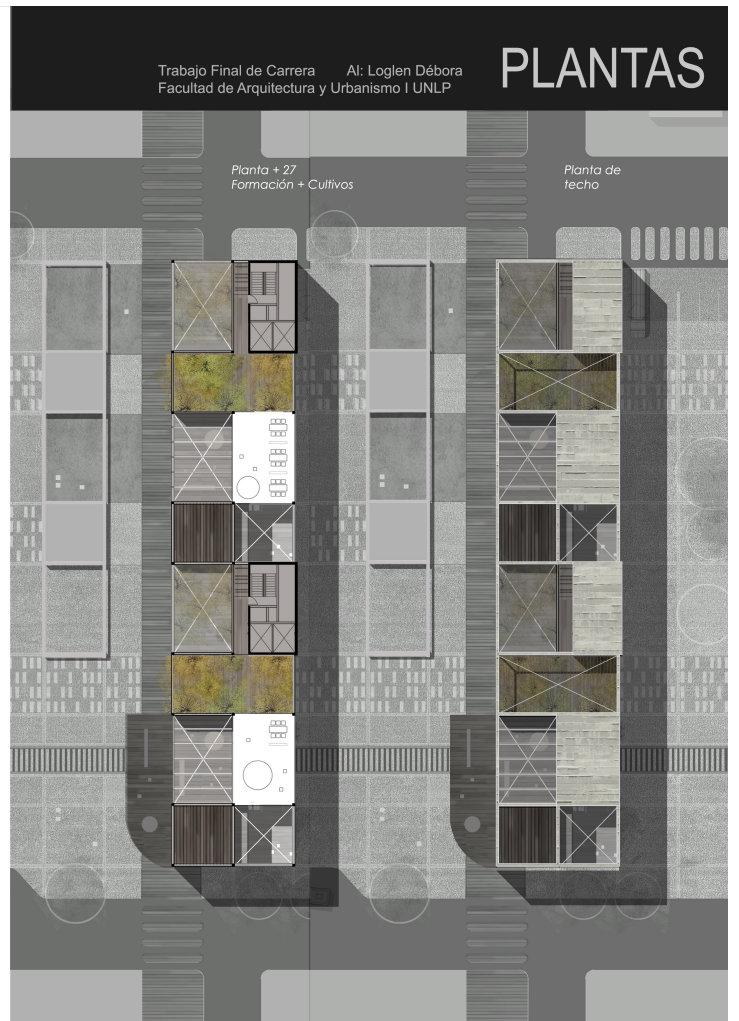 Trabajo Final de Carrera Al: Loglen Débora
Facultad de Arquitectura y Urbanismo I UNLP
PLANTAS
Planta + 27
Formación + Cultivos
Planta de
techo